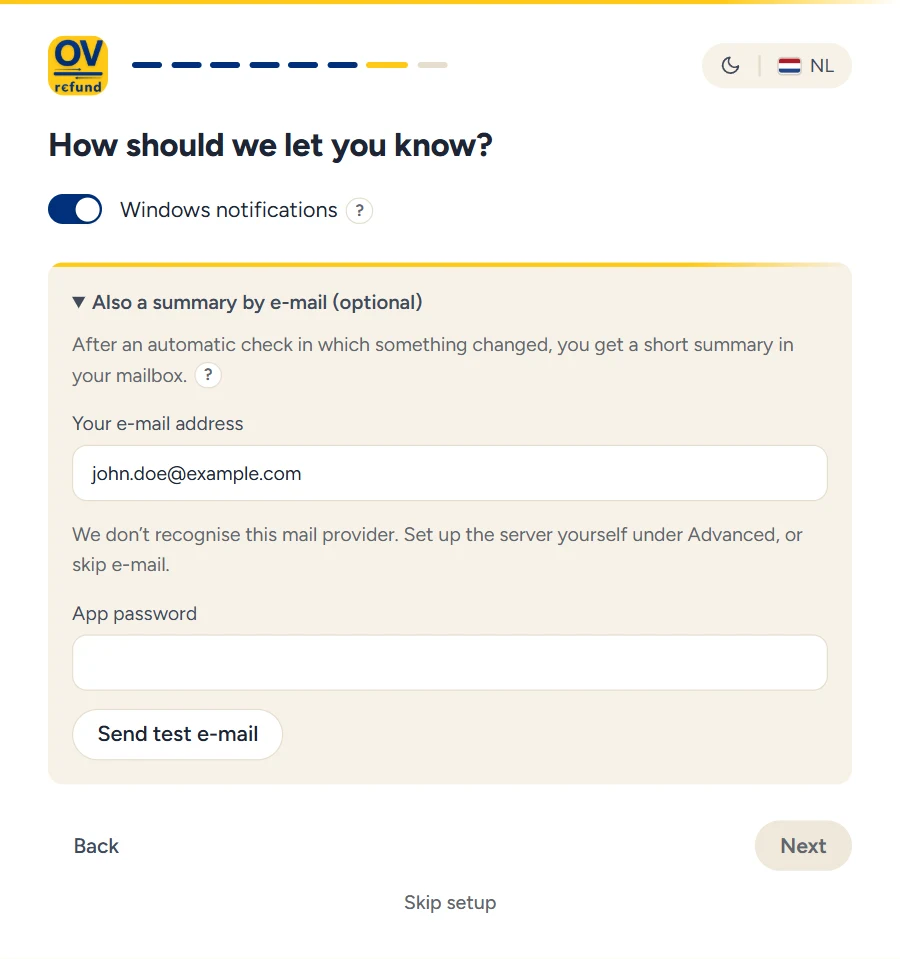 OV
refund
NL
How should we let you know?
Windows notifications ?
▼ Also a summary by e-mail (optional)
After an automatic check in which something changed, you get a short summary in
your mailbox. ?
Your e-mail address
john.doe@example.com
We don’t recognise this mail provider. Set up the server yourself under Advanced, or
skip e-mail.
App password
Send test e-mail
Back
Next
Skip setup